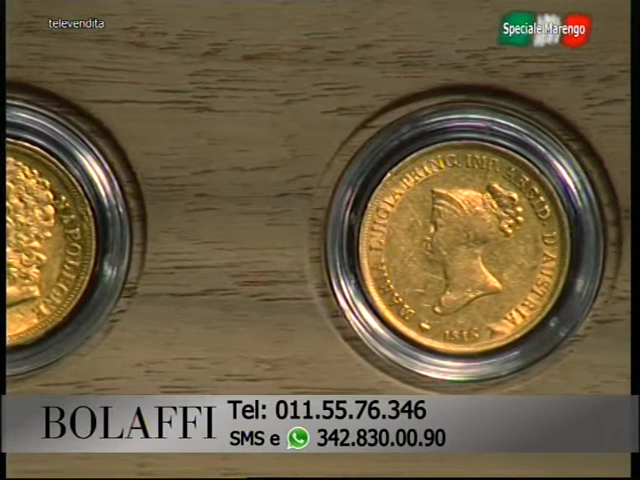 televendita
Speciale Marengo
NAPOLEONE
MARIA LUIGIA PRINC. IMP. ARCID. D'AUSTRIA
1815
BOLAFFI
Tel: 011.55.76.346
SMS e 342.830.00.90